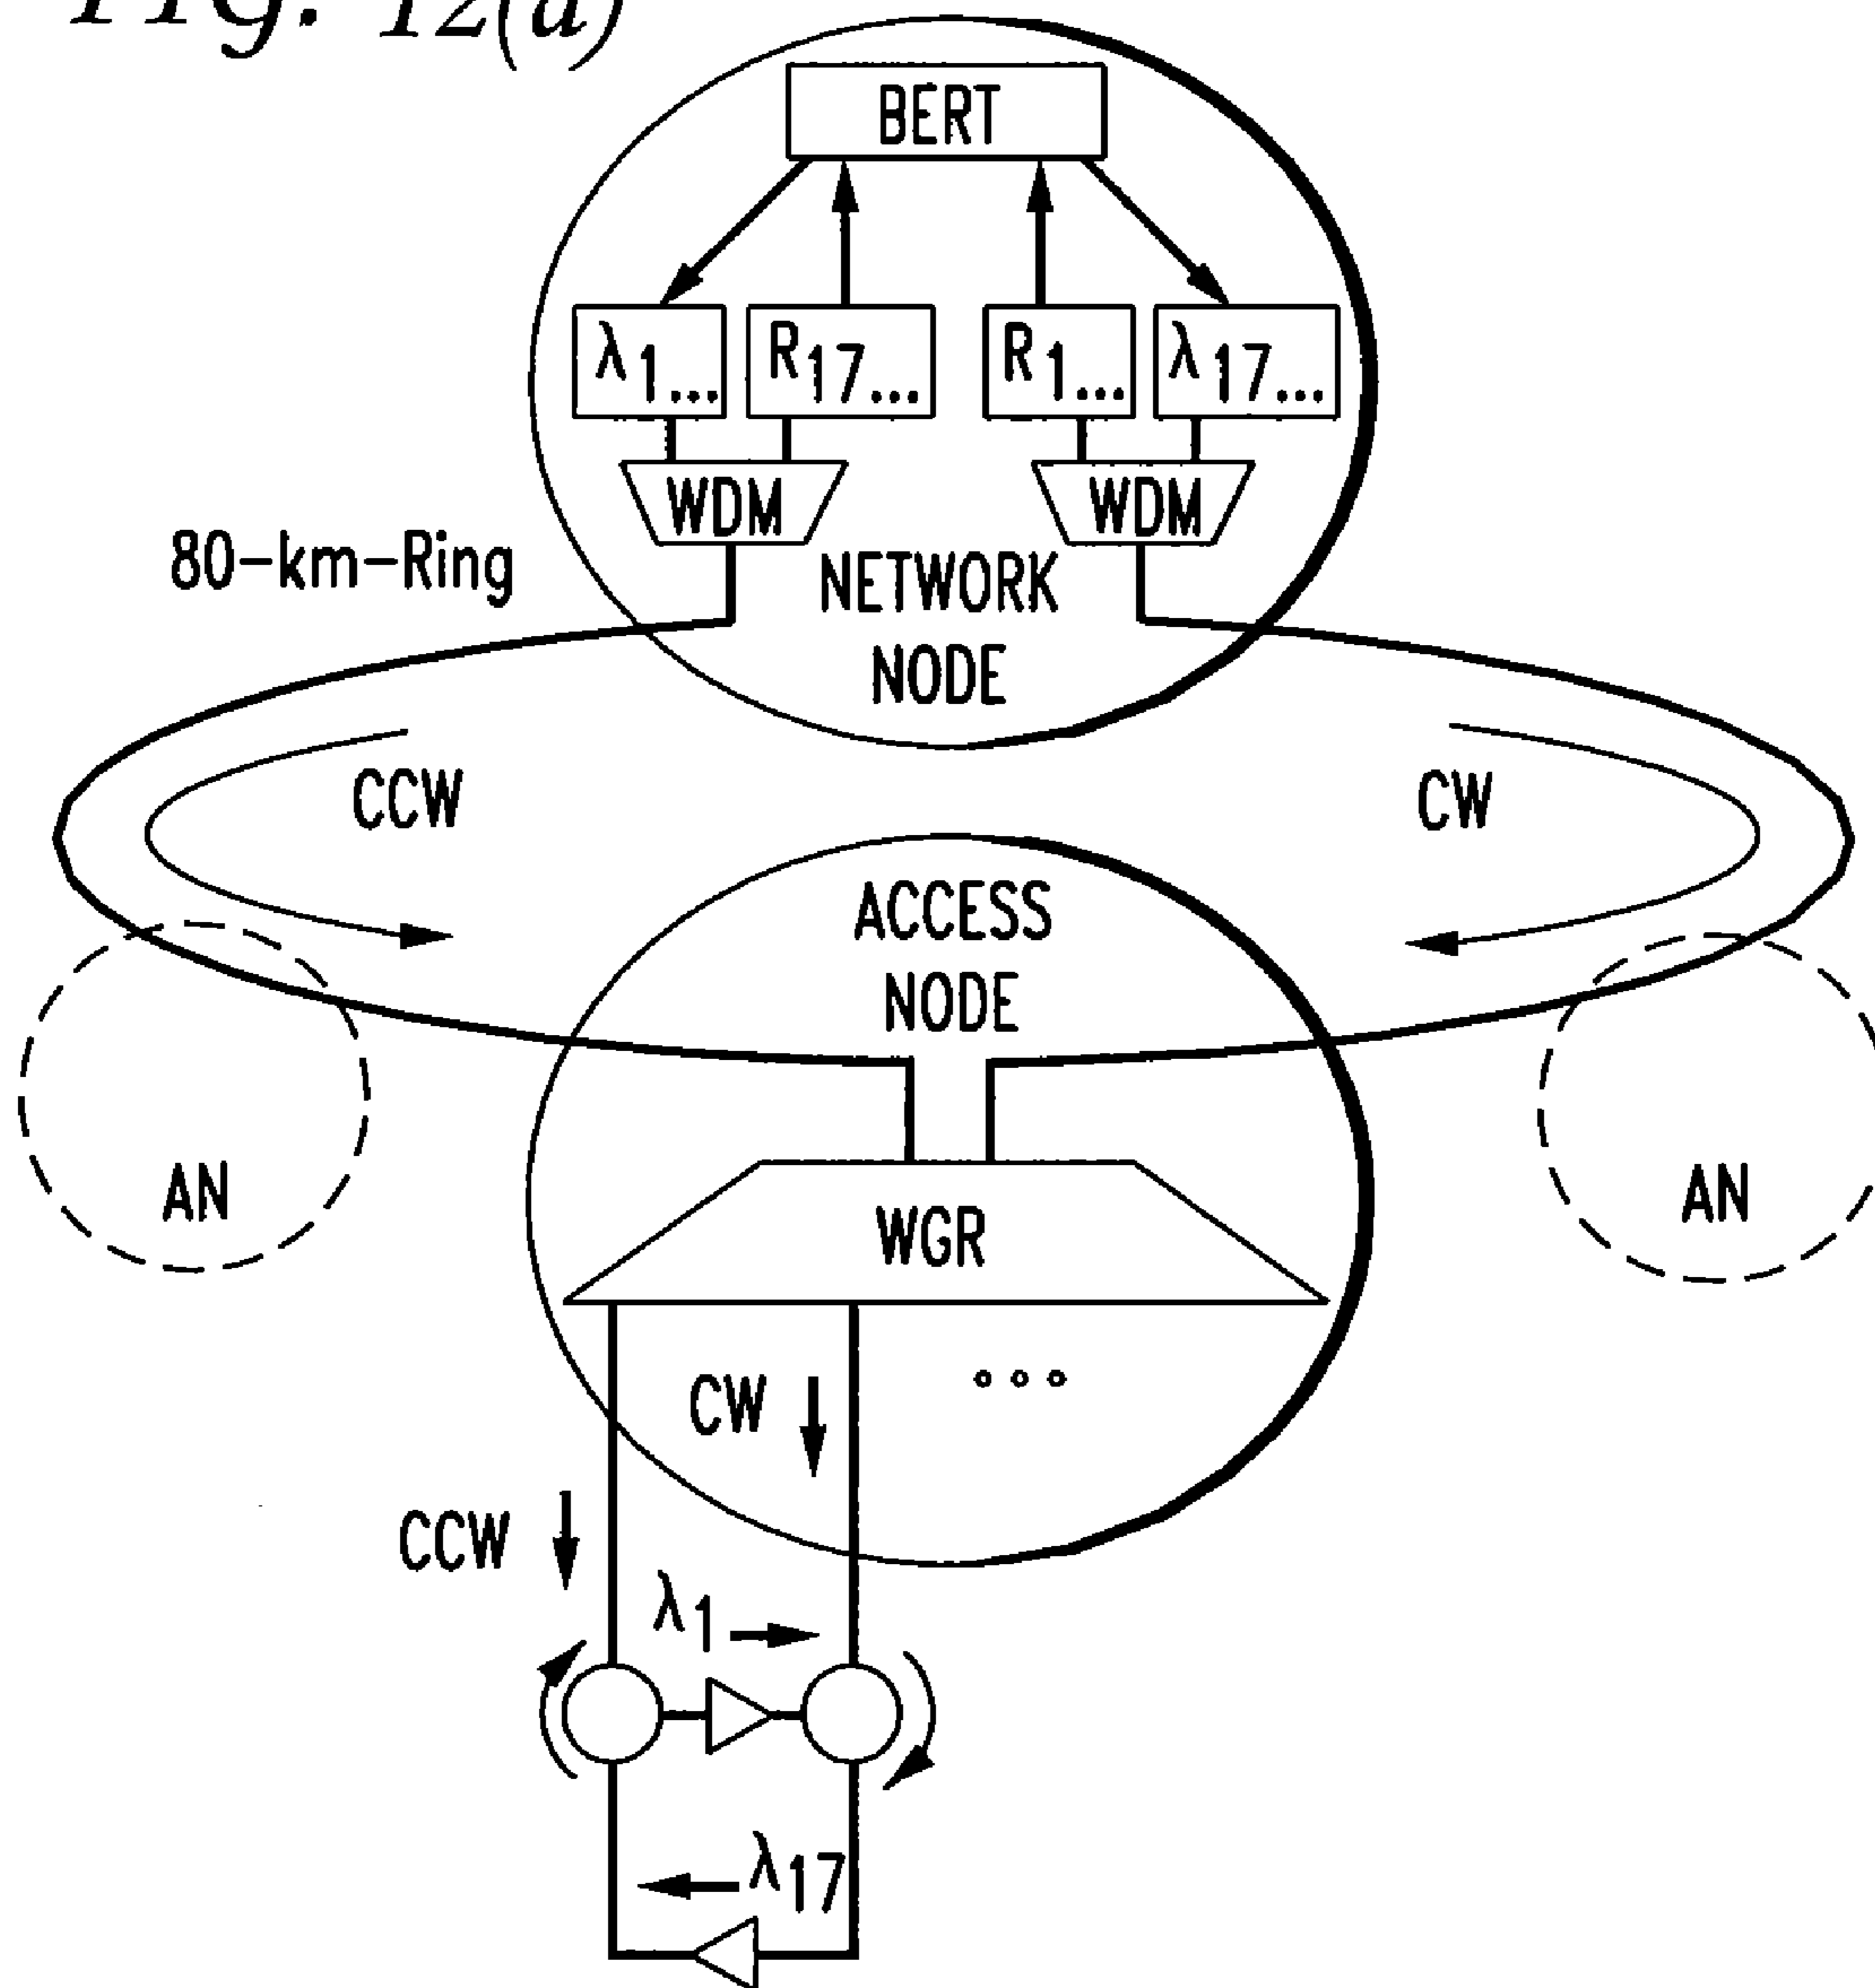 Fig. 12(a)
BERT
λ1... R17... R1... λ17...
WDM WDM
80-km-Ring
NETWORK
NODE
CCW CW
ACCESS
NODE
AN AN
WGR
CW
CCW
λ1
λ17